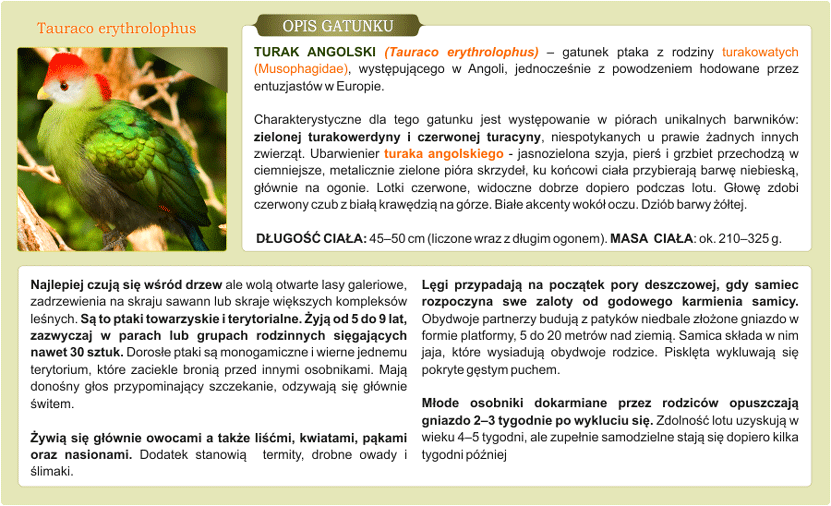 Tauraco erythrolophus
OPIS GATUNKU
TURAK ANGOLSKI (Tauraco erythrolophus) – gatunek ptaka z rodziny turakowatych
(Musophagidae), występującego w Angoli, jednocześnie z powodzeniem hodowane przez
entuzjastów w Europie.
Charakterystyczne dla tego gatunku jest występowanie w piórach unikalnych barwników:
zielonej turakowerdyny i czerwonej turacyny, niespotykanych u prawie żadnych innych
zwierząt. Ubarwienier turaka angolskiego - jasnozielona szyja, pierś i grzbiet przechodzą w
ciemniejsze, metalicznie zielone pióra skrzydeł, ku końcowi ciała przybierają barwę niebieską,
głównie na ogonie. Lotki czerwone, widoczne dobrze dopiero podczas lotu. Głowę zdobi
czerwony czub z białą krawędzią na górze. Białe akcenty wokół oczu. Dziób barwy żółtej.
DŁUGOŚĆ CIAŁA: 45–50 cm (liczone wraz z długim ogonem). MASA CIAŁA: ok. 210–325 g.
Najlepiej czują się wśród drzew ale wolą otwarte lasy galeriowe,
zadrzewienia na skraju sawann lub skraje większych kompleksów
leśnych. Są to ptaki towarzyskie i terytorialne. Żyją od 5 do 9 lat,
zazwyczaj w parach lub grupach rodzinnych sięgających
nawet 30 sztuk. Dorosłe ptaki są monogamiczne i wierne jednemu
terytorium, które zaciekle bronią przed innymi osobnikami. Mają
donośny głos przypominający szczekanie, odzywają się głównie
świtem.
Żywią się głównie owocami a także liśćmi, kwiatami, pąkami
oraz nasionami. Dodatek stanowią termity, drobne owady i
ślimaki.
Lęgi przypadają na początek pory deszczowej, gdy samiec
rozpoczyna swe zaloty od godowego karmienia samicy.
Obydwoje partnerzy budują z patyków niedbale złożone gniazdo w
formie platformy, 5 do 20 metrów nad ziemią. Samica składa w nim
jaja, które wysiadują obydwoje rodzice. Pisklęta wykluwają się
pokryte gęstym puchem.
Młode osobniki dokarmiane przez rodziców opuszczają
gniazdo 2–3 tygodnie po wykluciu się. Zdolność lotu uzyskują w
wieku 4–5 tygodni, ale zupełnie samodzielne stają się dopiero kilka
tygodni później